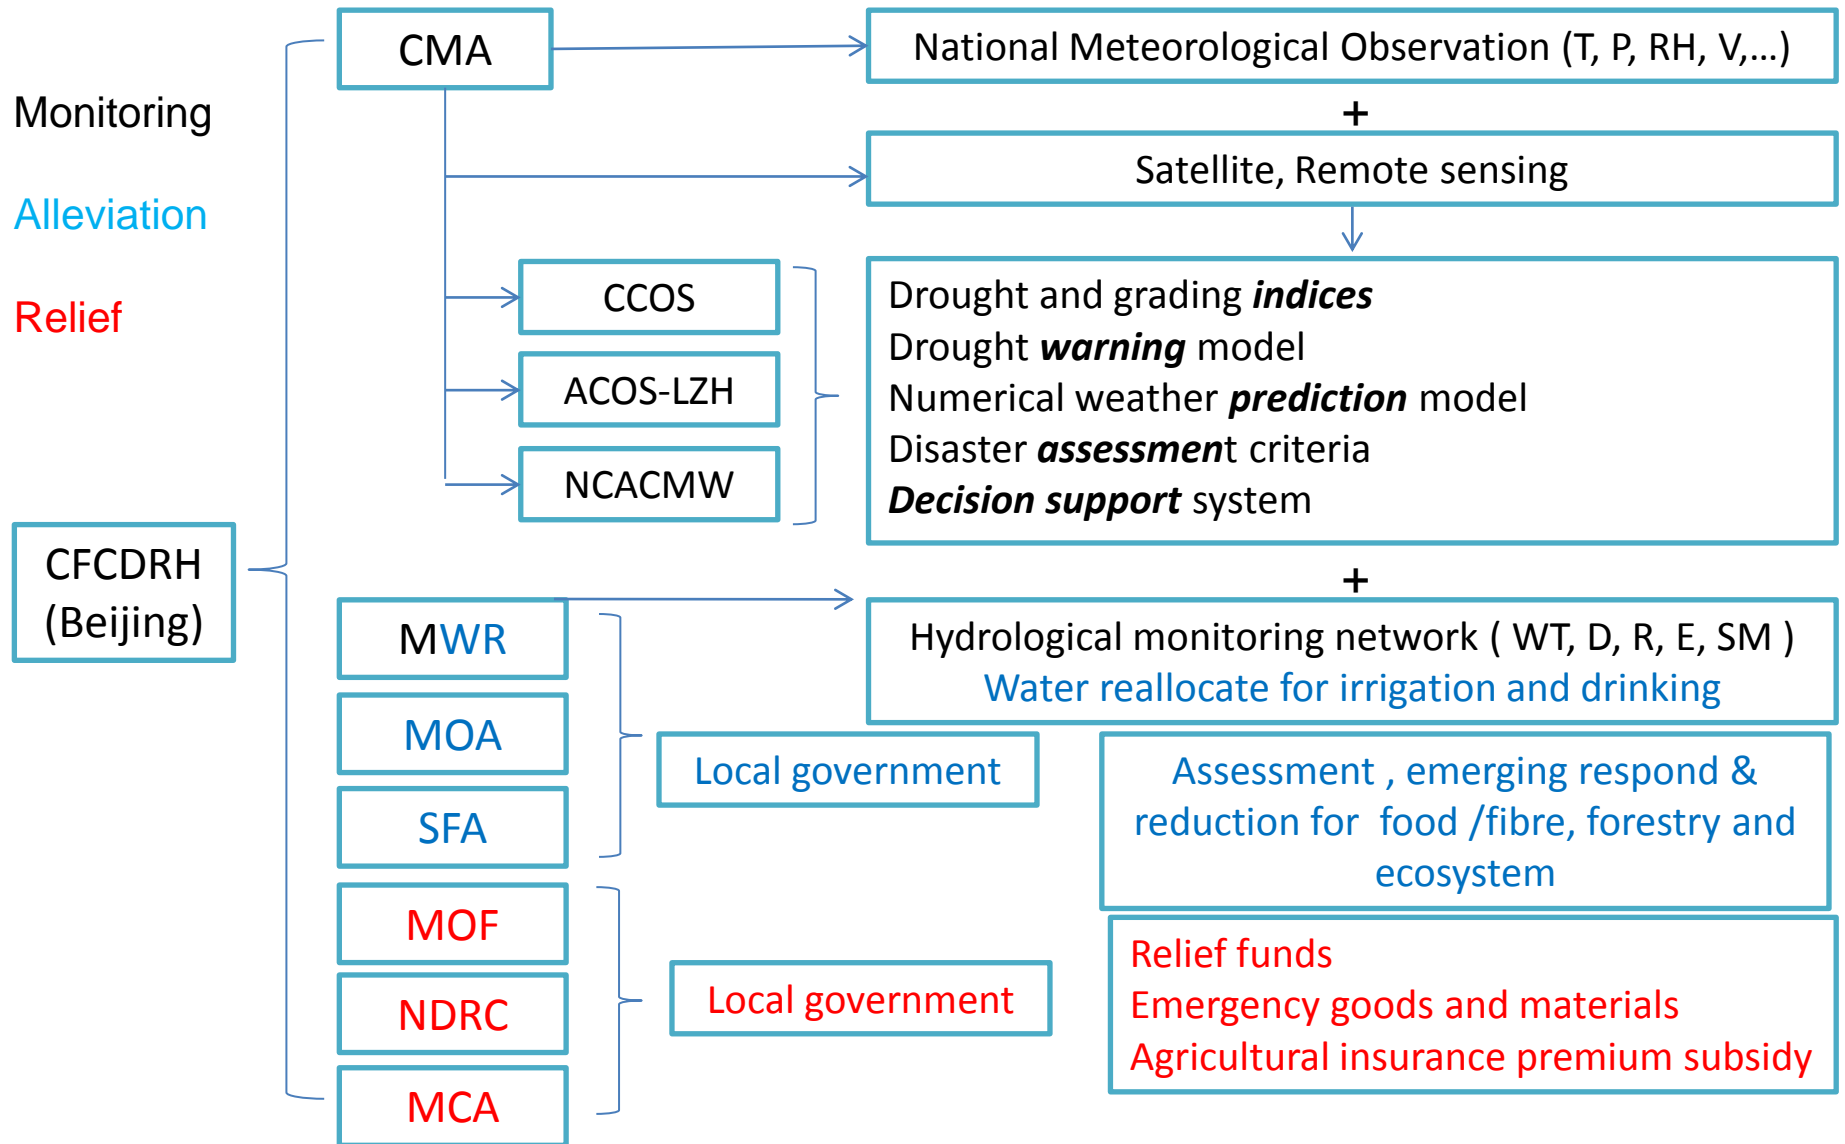 Monitoring
Alleviation
Relief
CFCDRH
(Beijing)
CMA
National Meteorological Observation (T, P, RH, V,...)
+
Satellite, Remote sensing
CCOS
ACOS-LZH
NCACMW
Drought and grading indices
Drought warning model
Numerical weather prediction model
Disaster assessment criteria
Decision support system
+
MWR
MOA
SFA
Hydrological monitoring network ( WT, D, R, E, SM )
Water reallocate for irrigation and drinking
Local government
Assessment , emerging respond &
reduction for food /fibre, forestry and
ecosystem
MOF
NDRC
MCA
Local government
Relief funds
Emergency goods and materials
Agricultural insurance premium subsidy